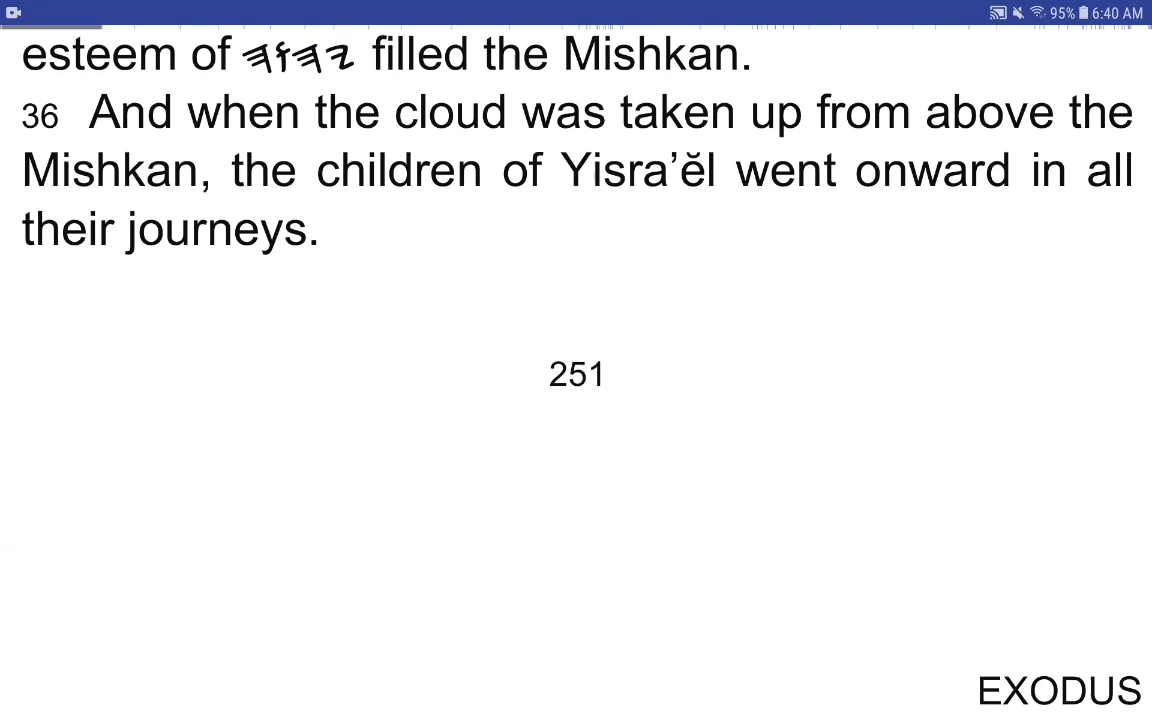 95% 6:40 AM
esteem of 𐤉𐤄𐤅𐤄 filled the Mishkan.
36 And when the cloud was taken up from above the
Mishkan, the children of Yisra’ĕl went onward in all
their journeys.
251
EXODUS